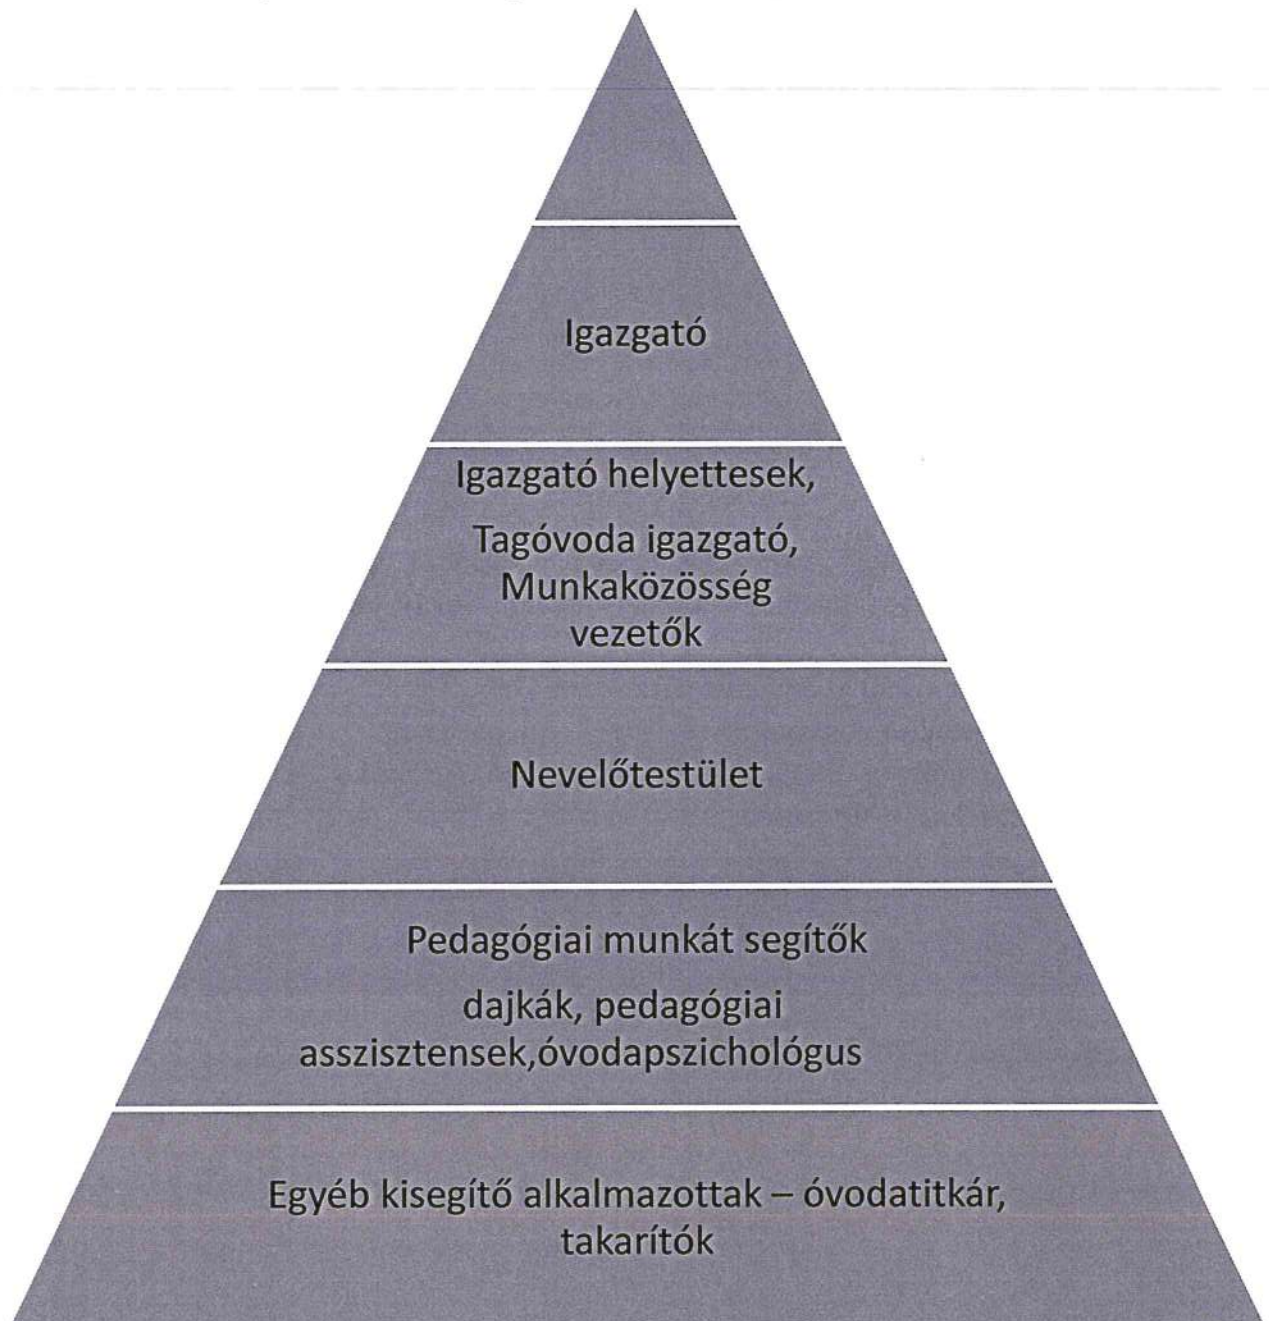 Igazgató
Igazgató helyettesek,
Tagóvoda igazgató,
Munkaközösség
vezetők
Nevelőtestület
Pedagógiai munkát segítők
dajkák, pedagógiai
asszisztensek,óvodapszichológus
Egyéb kisegítő alkalmazottak – óvodatitkár,
takarítók